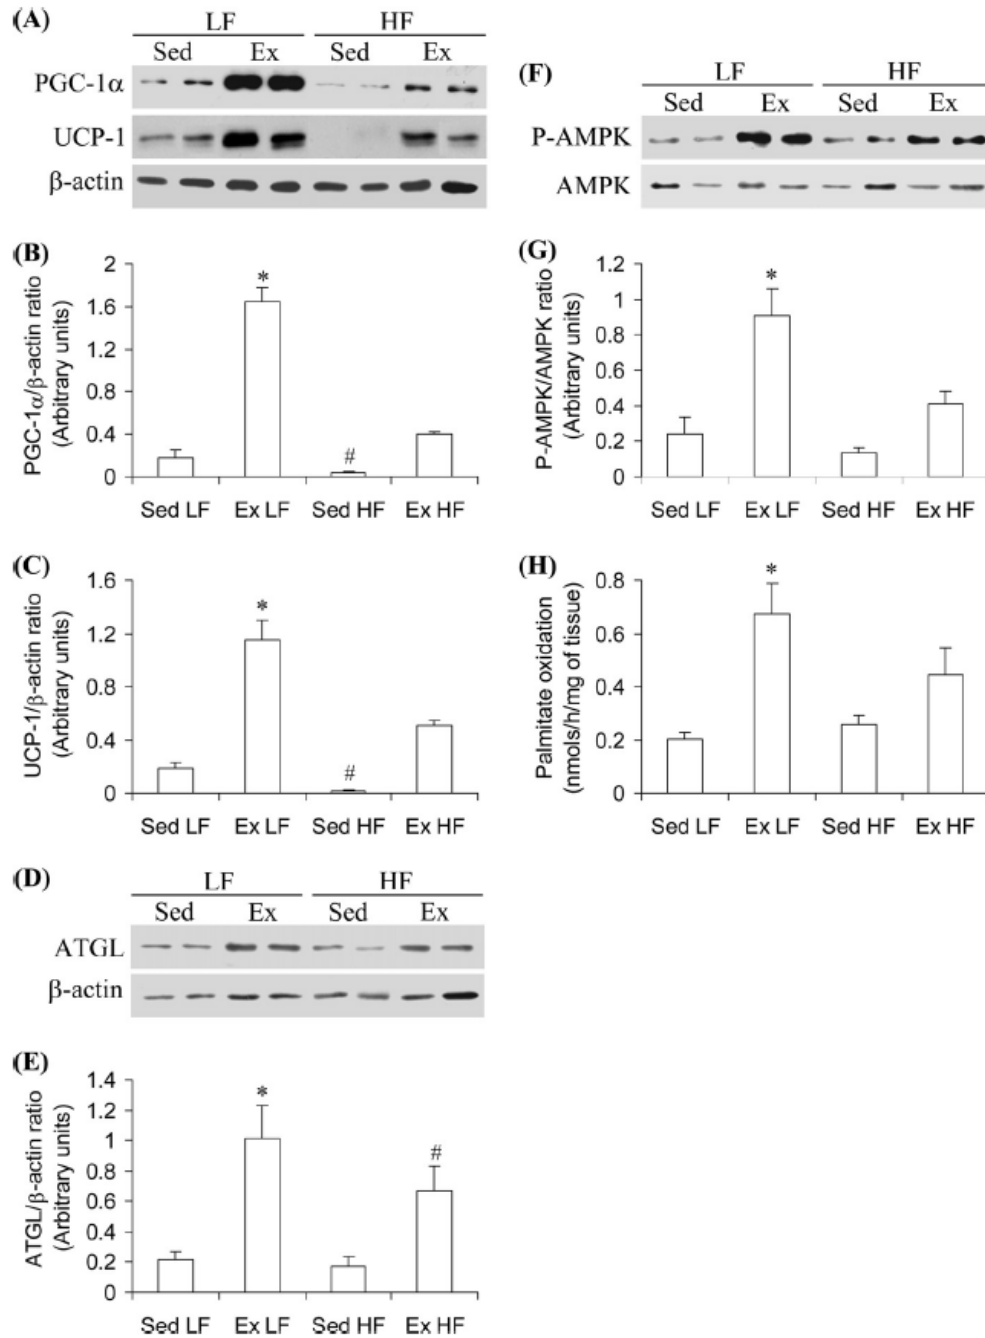 (A)
LF HF
Sed Ex Sed Ex
PGC-1α
UCP-1
β-actin
(B)
PGC-1α/β-actin ratio
(Arbitrary units)
2
1.6
1.2
0.8
0.4
0
*
#
Sed LF Ex LF Sed HF Ex HF
(C)
UCP-1/β-actin ratio
(Arbitrary units)
1.6
1.2
0.8
0.4
0
*
#
Sed LF Ex LF Sed HF Ex HF
(D)
LF HF
Sed Ex Sed Ex
ATGL
β-actin
(E)
ATGL/β-actin ratio
(Arbitrary units)
1.4
1.2
1
0.8
0.6
0.4
0.2
0
*
#
Sed LF Ex LF Sed HF Ex HF
(F)
LF HF
Sed Ex Sed Ex
P-AMPK
AMPK
(G)
P-AMPK/AMPK ratio
(Arbitrary units)
1.2
1
0.8
0.6
0.4
0.2
0
*
Sed LF Ex LF Sed HF Ex HF
(H)
Palmitate oxidation
(nmols/h/mg of tissue)
0.8
0.6
0.4
0.2
0
*
Sed LF Ex LF Sed HF Ex HF